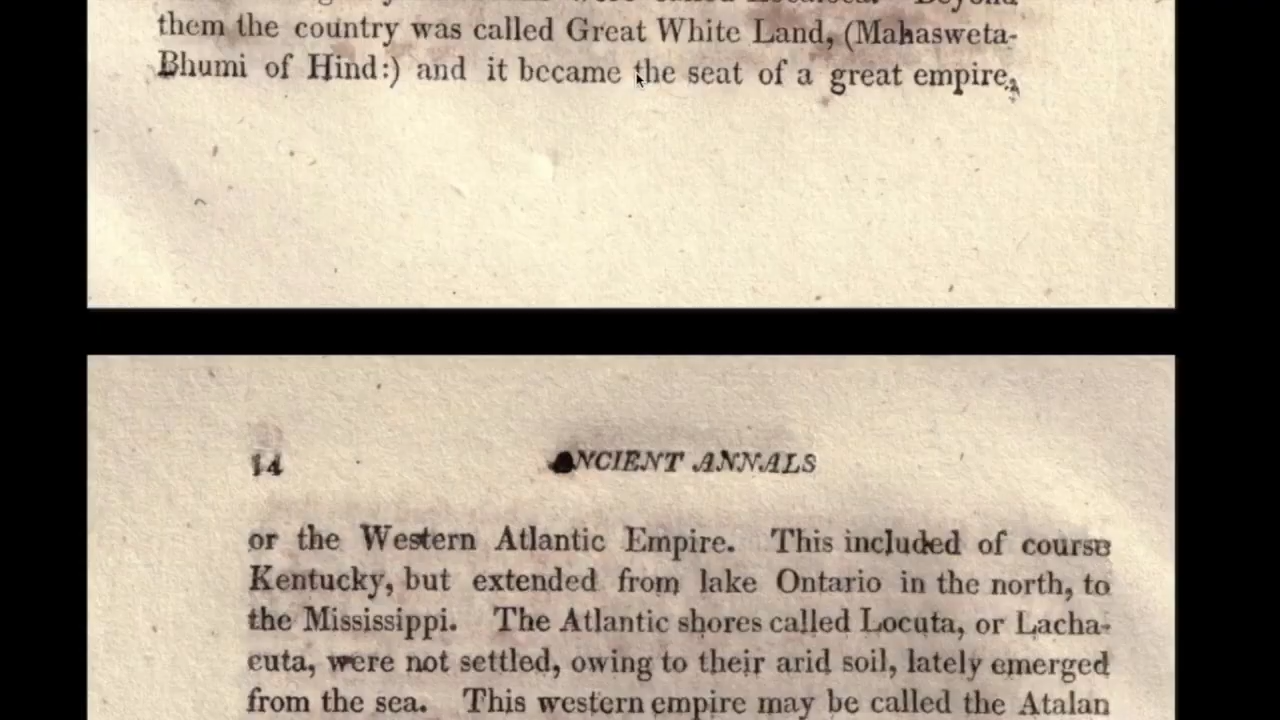 them the country was called Great White Land, (Mahasweta-
Bhumi of Hind:) and it became the seat of a great empire,
14 ANCIENT ANNALS
or the Western Atlantic Empire. This included of course
Kentucky, but extended from lake Ontario in the north, to
the Mississippi. The Atlantic shores called Locuta, or Lacha-
cuta, were not settled, owing to their arid soil, lately emerged
from the sea. This western empire may be called the Atalan